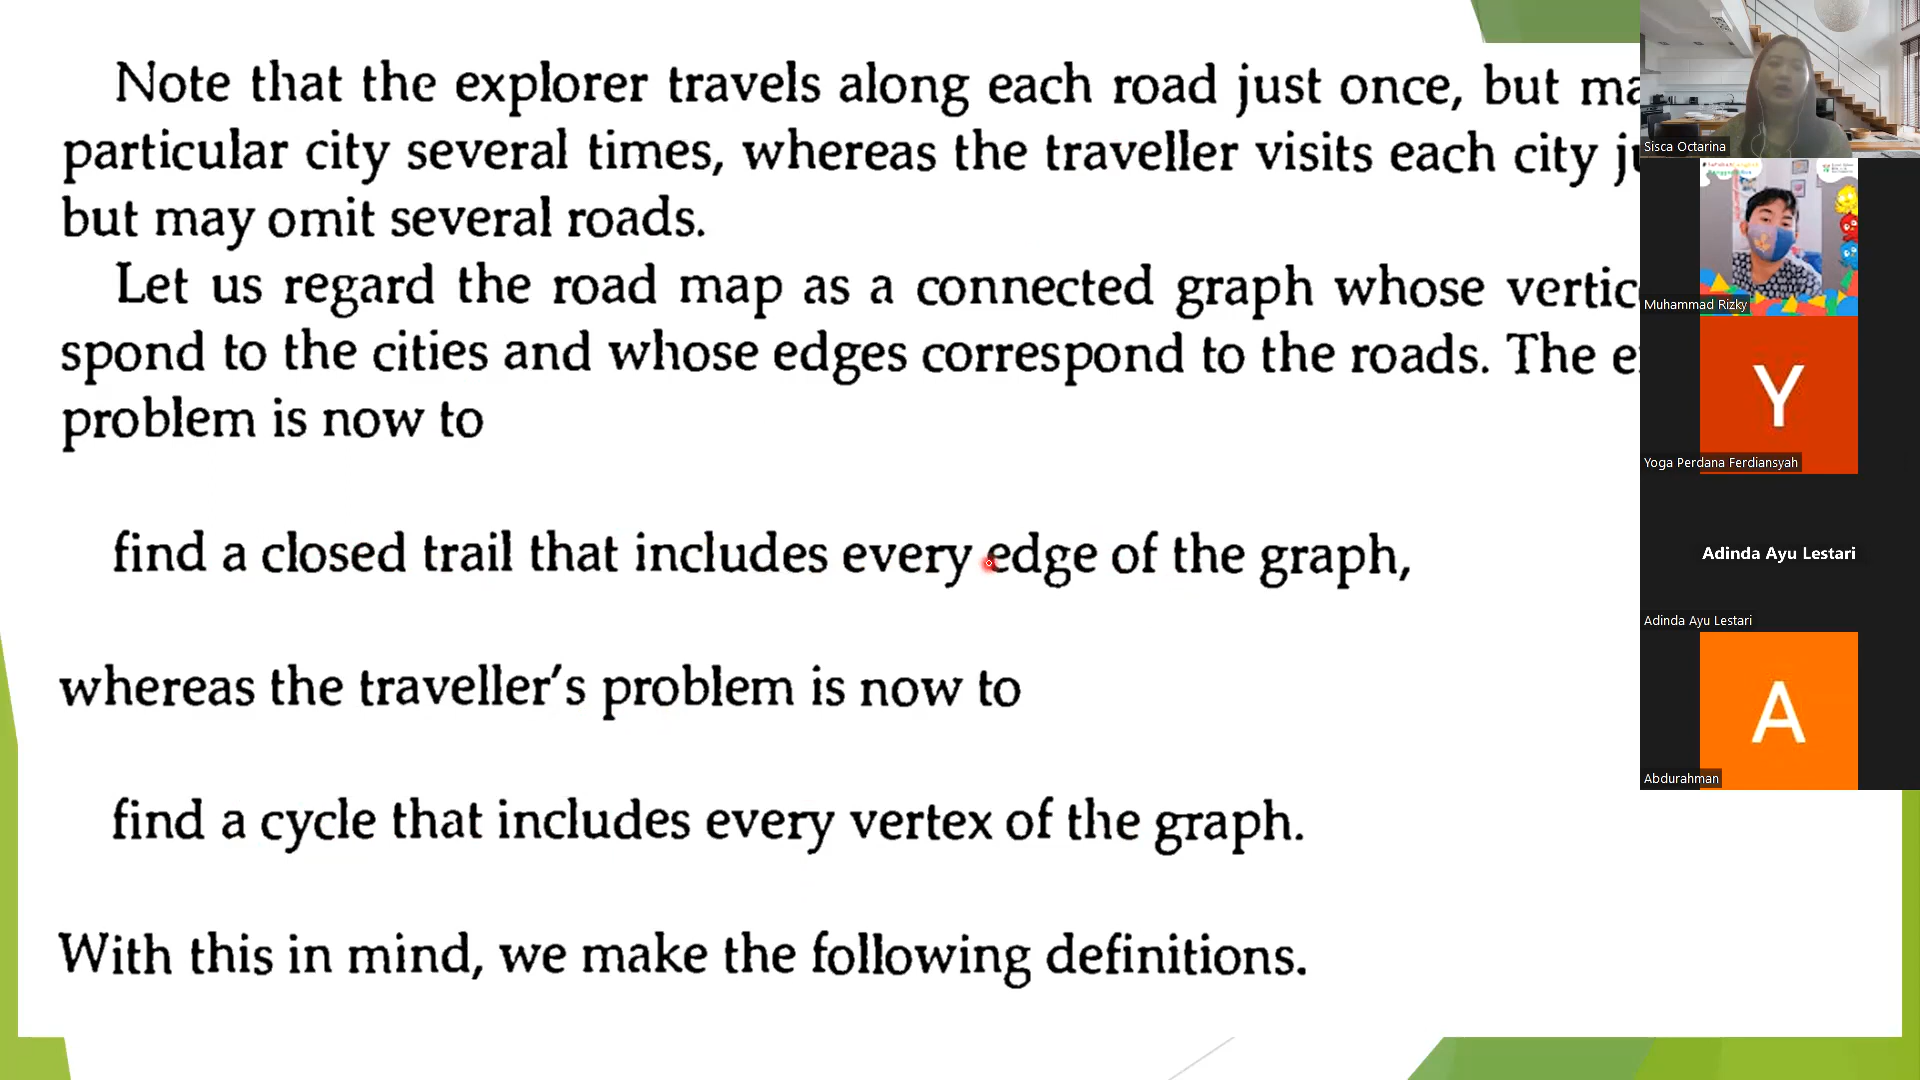 Note that the explorer travels along each road just once, but
particular city several times, whereas the traveller visits each city
but may omit several roads.
Let us regard the road map as a connected graph whose
spond to the cities and whose edges correspond to the roads. The
problem is now to
find a closed trail that includes every edge of the graph,
whereas the traveller's problem is now to
find a cycle that includes every vertex of the graph.
With this in mind, we make the following definitions.
Sisca Octarina
Muhammad Rizky
Y
Yoga Perdana Ferdiansyah
Adinda Ayu Lestari
Adinda Ayu Lestari
A
Abdurahman